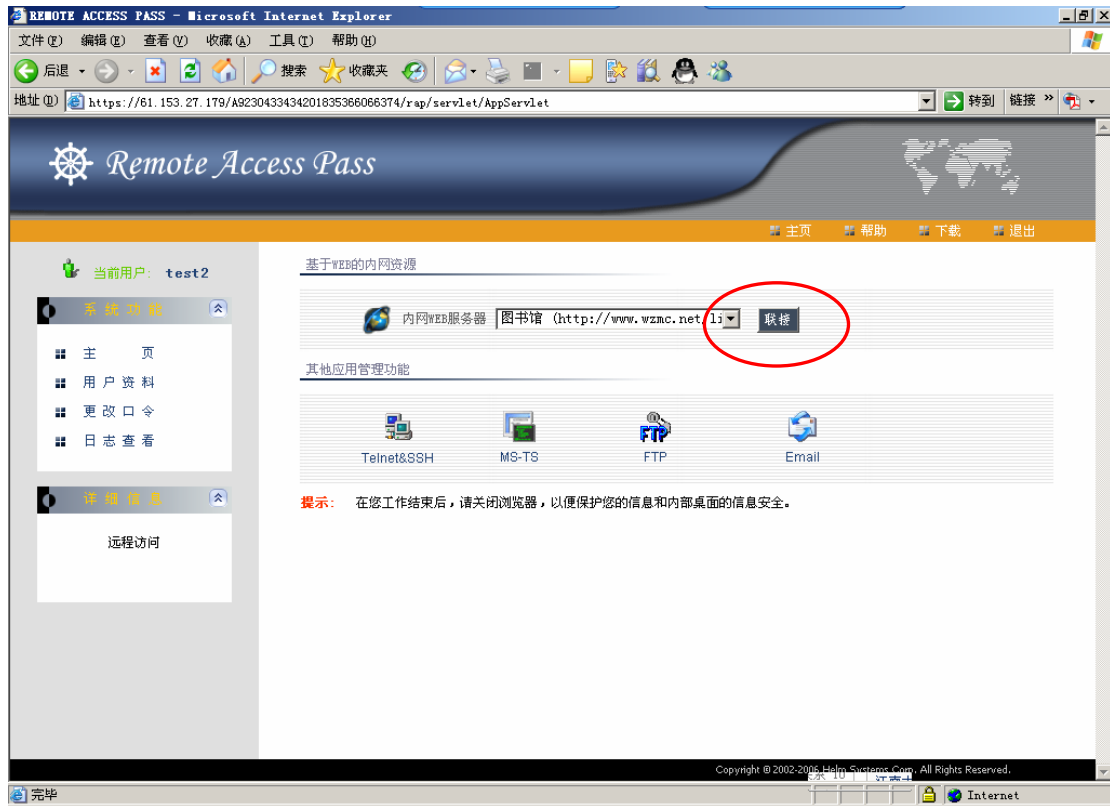 REMOTE ACCESS PASS - Microsoft Internet Explorer
文件(F) 编辑(E) 查看(V) 收藏(A) 工具(T) 帮助(H)
后退 搜索 收藏夹
地址(D) https://61.153.27.179/A92304334342018353660​66374/rap/servlet/AppServlet 转到 链接 »
Remote Access Pass
主页 帮助 下载 退出
当前用户: test2
系统功能
主 页
用户资料
更改口令
日志查看
详细信息
远程访问
基于WEB的内网资源
内网WEB服务器 图书馆 (http://www.wzmc.net/li 联接
其他应用管理功能
FTP
Telnet&SSH MS-TS FTP Email
提示: 在您工作结束后，请关闭浏览器，以便保护您的信息和内部桌面的信息安全。
Copyright © 2002-2006 Helm Systems Corp. All Rights Reserved.
完毕 Internet